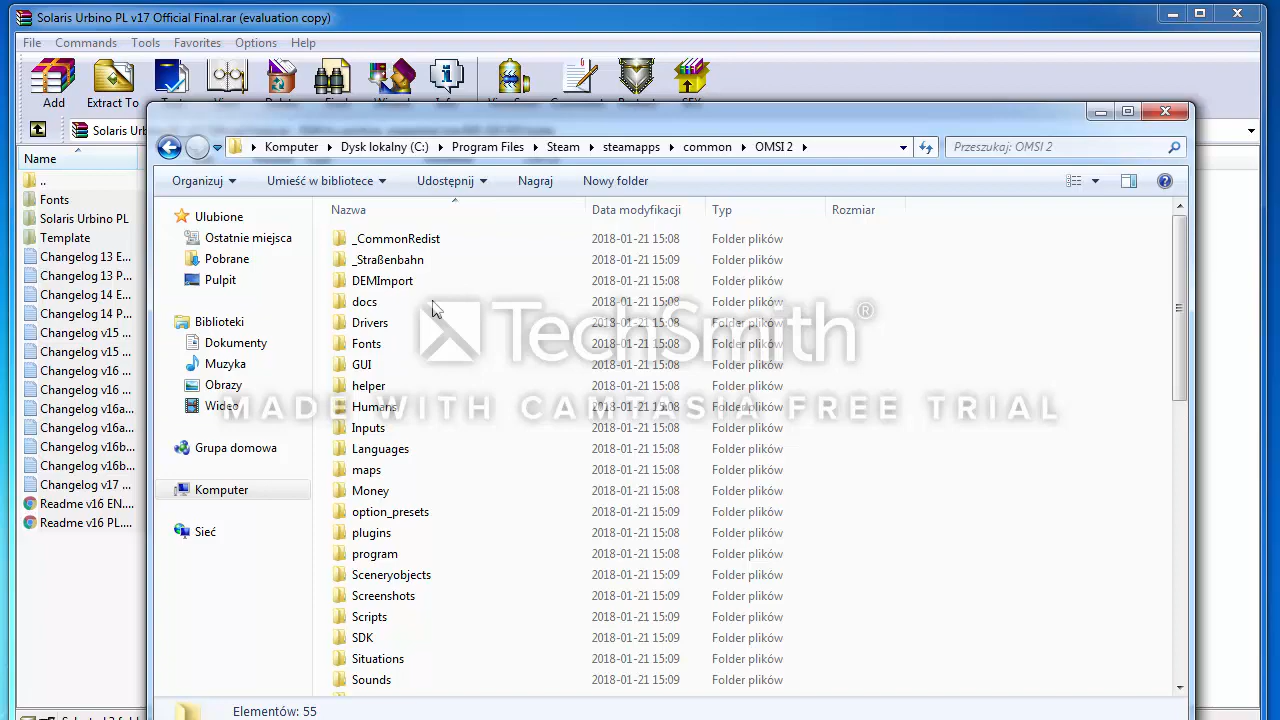 Solaris Urbino PL v17 Official Final.rar (evaluation copy)
File Commands Tools Favorites Options Help
Add Extract To
Solaris Urb
Komputer Dysk lokalny (C:) Program Files Steam steamapps common OMSI 2
Przeszukaj: OMSI 2
Organizuj Umieść w bibliotece Udostępnij Nagraj Nowy folder
Name
..
Fonts
Solaris Urbino PL
Template
Changelog 13 E...
Changelog 13 P...
Changelog 14 E...
Changelog 14 P...
Changelog v15 ...
Changelog v15 ...
Changelog v16 ...
Changelog v16 ...
Changelog v16a...
Changelog v16a...
Changelog v16b...
Changelog v16b...
Changelog v17 ...
Readme v16 EN....
Readme v16 PL....
Ulubione
Ostatnie miejsca
Pobrane
Pulpit
Biblioteki
Dokumenty
Muzyka
Obrazy
Wideo
Grupa domowa
Komputer
Sieć
Nazwa Data modyfikacji Typ Rozmiar
_CommonRedist 2018-01-21 15:08 Folder plików
_Straßenbahn 2018-01-21 15:09 Folder plików
DEMImport 2018-01-21 15:08 Folder plików
docs 2018-01-21 15:08 Folder plików
Drivers 2018-01-21 15:08 Folder plików
Fonts 2018-01-21 15:08 Folder plików
GUI 2018-01-21 15:08 Folder plików
helper 2018-01-21 15:08 Folder plików
Humans 2018-01-21 15:08 Folder plików
Inputs 2018-01-21 15:08 Folder plików
Languages 2018-01-21 15:08 Folder plików
maps 2018-01-21 15:08 Folder plików
Money 2018-01-21 15:08 Folder plików
option_presets 2018-01-21 15:09 Folder plików
plugins 2018-01-21 15:08 Folder plików
program 2018-01-21 15:08 Folder plików
Sceneryobjects 2018-01-21 15:09 Folder plików
Screenshots 2018-01-21 15:09 Folder plików
Scripts 2018-01-21 15:09 Folder plików
SDK 2018-01-21 15:09 Folder plików
Situations 2018-01-21 15:09 Folder plików
Sounds 2018-01-21 15:09 Folder plików
TechSmith®
MADE WITH CAMTASIA FREE TRIAL
Elementów: 55